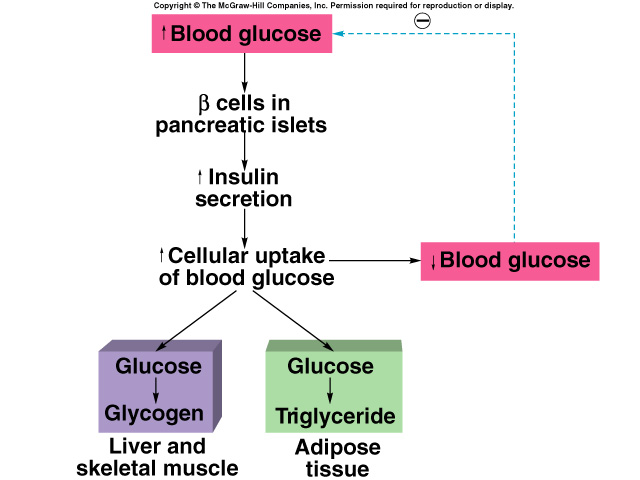 Copyright © The McGraw-Hill Companies, Inc. Permission required for reproduction or display.
↑Blood glucose
β cells in
pancreatic islets
↑Insulin
secretion
↑Cellular uptake
of blood glucose
↓Blood glucose
Glucose
Glycogen
Liver and
skeletal muscle
Glucose
Triglyceride
Adipose
tissue